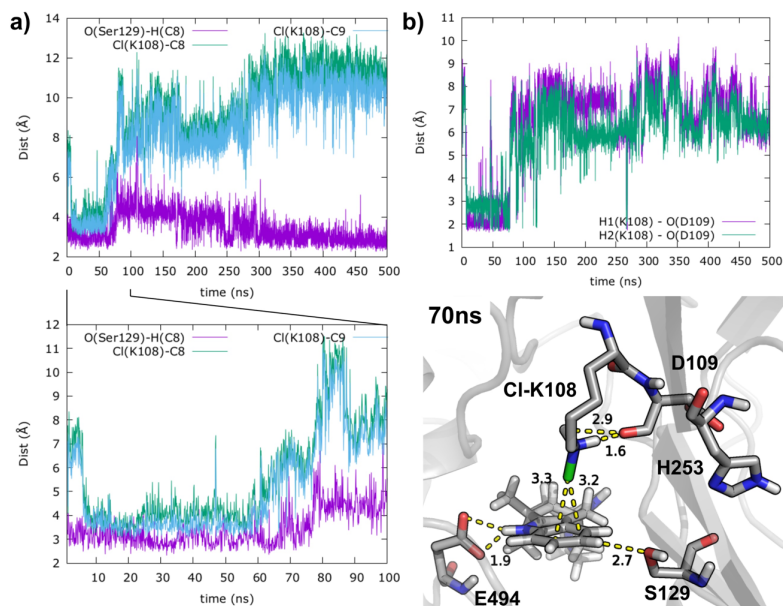 a)
O(Ser129)-H(C8)
Cl(K108)-C8
Cl(K108)-C9
Dist (Å)
14
12
10
8
6
4
2
0 50 100 150 200 250 300 350 400 450 500
time (ns)
b)
Dist (Å)
11
10
9
8
7
6
5
4
3
2
1
H1(K108) - O(D109)
H2(K108) - O(D109)
0 50 100 150 200 250 300 350 400 450 500
time (ns)
O(Ser129)-H(C8)
Cl(K108)-C8
Cl(K108)-C9
Dist (Å)
12
11
10
9
8
7
6
5
4
3
2
0 10 20 30 40 50 60 70 80 90 100
time (ns)
70ns
D109
Cl-K108
2.9
1.6
H253
3.3
3.2
1.9
2.7
E494
S129